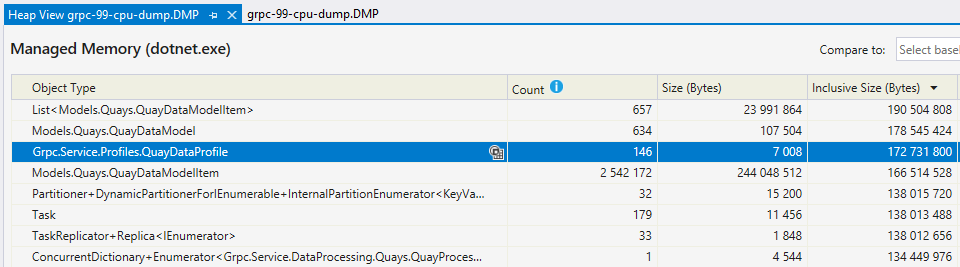 Heap View grpc-99-cpu-dump.DMP grpc-99-cpu-dump.DMP
Managed Memory (dotnet.exe) Compare to: Select basel
Object Type Count Size (Bytes) Inclusive Size (Bytes)
List<Models.Quays.QuayDataModelItem> 657 23 991 864 190 504 808
Models.Quays.QuayDataModel 634 107 504 178 545 424
Grpc.Service.Profiles.QuayDataProfile 146 7 008 172 731 800
Models.Quays.QuayDataModelItem 2 542 172 244 048 512 166 514 528
Partitioner+DynamicPartitionerForIEnumerable+InternalPartitionEnumerator<KeyVa... 32 15 200 138 015 720
Task 179 11 456 138 013 488
TaskReplicator+Replica<IEnumerator> 33 1 848 138 012 656
ConcurrentDictionary+Enumerator<Grpc.Service.DataProcessing.Quays.QuayProces... 1 4 544 134 449 976